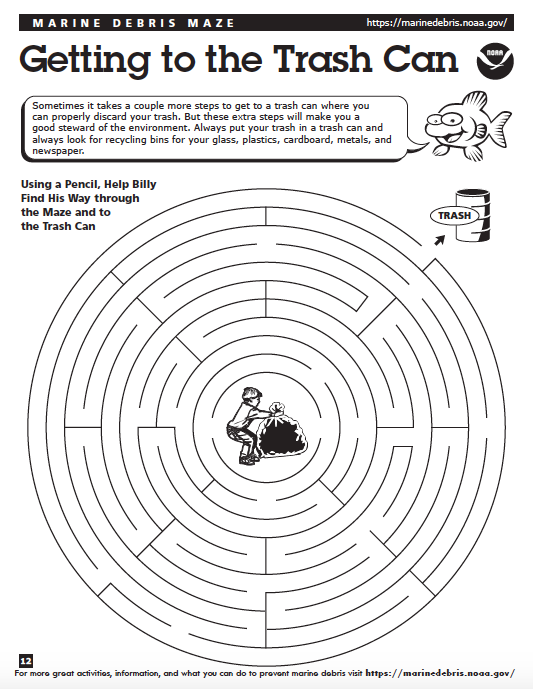 MARINE DEBRIS MAZE https://marinedebris.noaa.gov/
Getting to the Trash Can
NOAA
Sometimes it takes a couple more steps to get to a trash can where you
can properly discard your trash. But these extra steps will make you a
good steward of the environment. Always put your trash in a trash can and
always look for recycling bins for your glass, plastics, cardboard, metals, and
newspaper.
Using a Pencil, Help Billy
Find His Way through
the Maze and to
the Trash Can
TRASH
12
For more great activities, information, and what you can do to prevent marine debris visit https://marinedebris.noaa.gov/